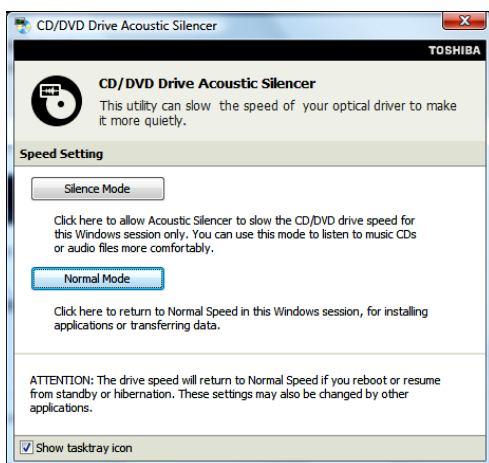 CD/DVD Drive Acoustic Silencer
TOSHIBA
CD/DVD Drive Acoustic Silencer
This utility can slow the speed of your optical driver to make
it more quietly.
Speed Setting
Silence Mode
Click here to allow Acoustic Silencer to slow the CD/DVD drive speed for
this Windows session only. You can use this mode to listen to music CDs
or audio files more comfortably.
Normal Mode
Click here to return to Normal Speed in this Windows session, for installing
applications or transferring data.
ATTENTION: The drive speed will return to Normal Speed if you reboot or resume
from standby or hibernation. These settings may also be changed by other
applications.
Show tasktray icon